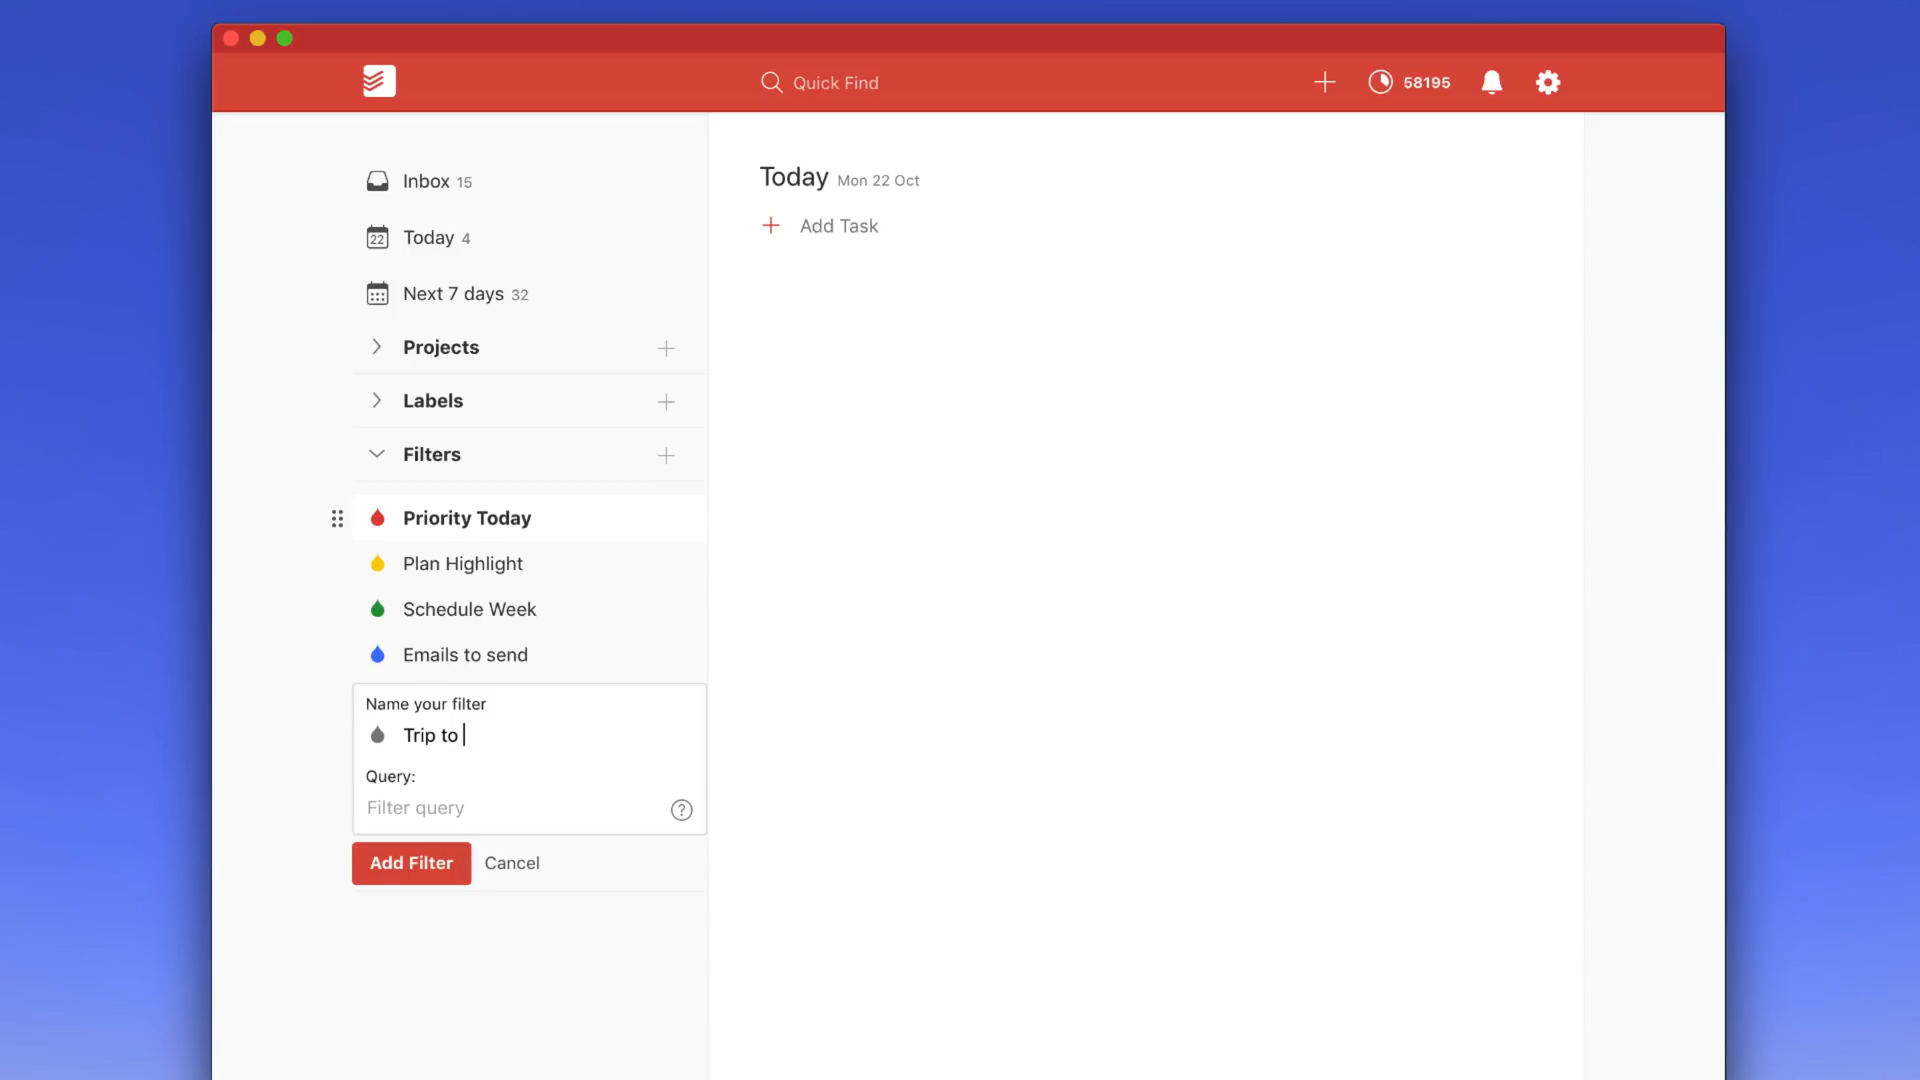 Quick Find
58195
Inbox 15
22
Today 4
Next 7 days 32
Projects
Labels
Filters
Priority Today
Plan Highlight
Schedule Week
Emails to send
Name your filter
Trip to
Query:
Filter query
?
Add Filter
Cancel
Today Mon 22 Oct
Add Task